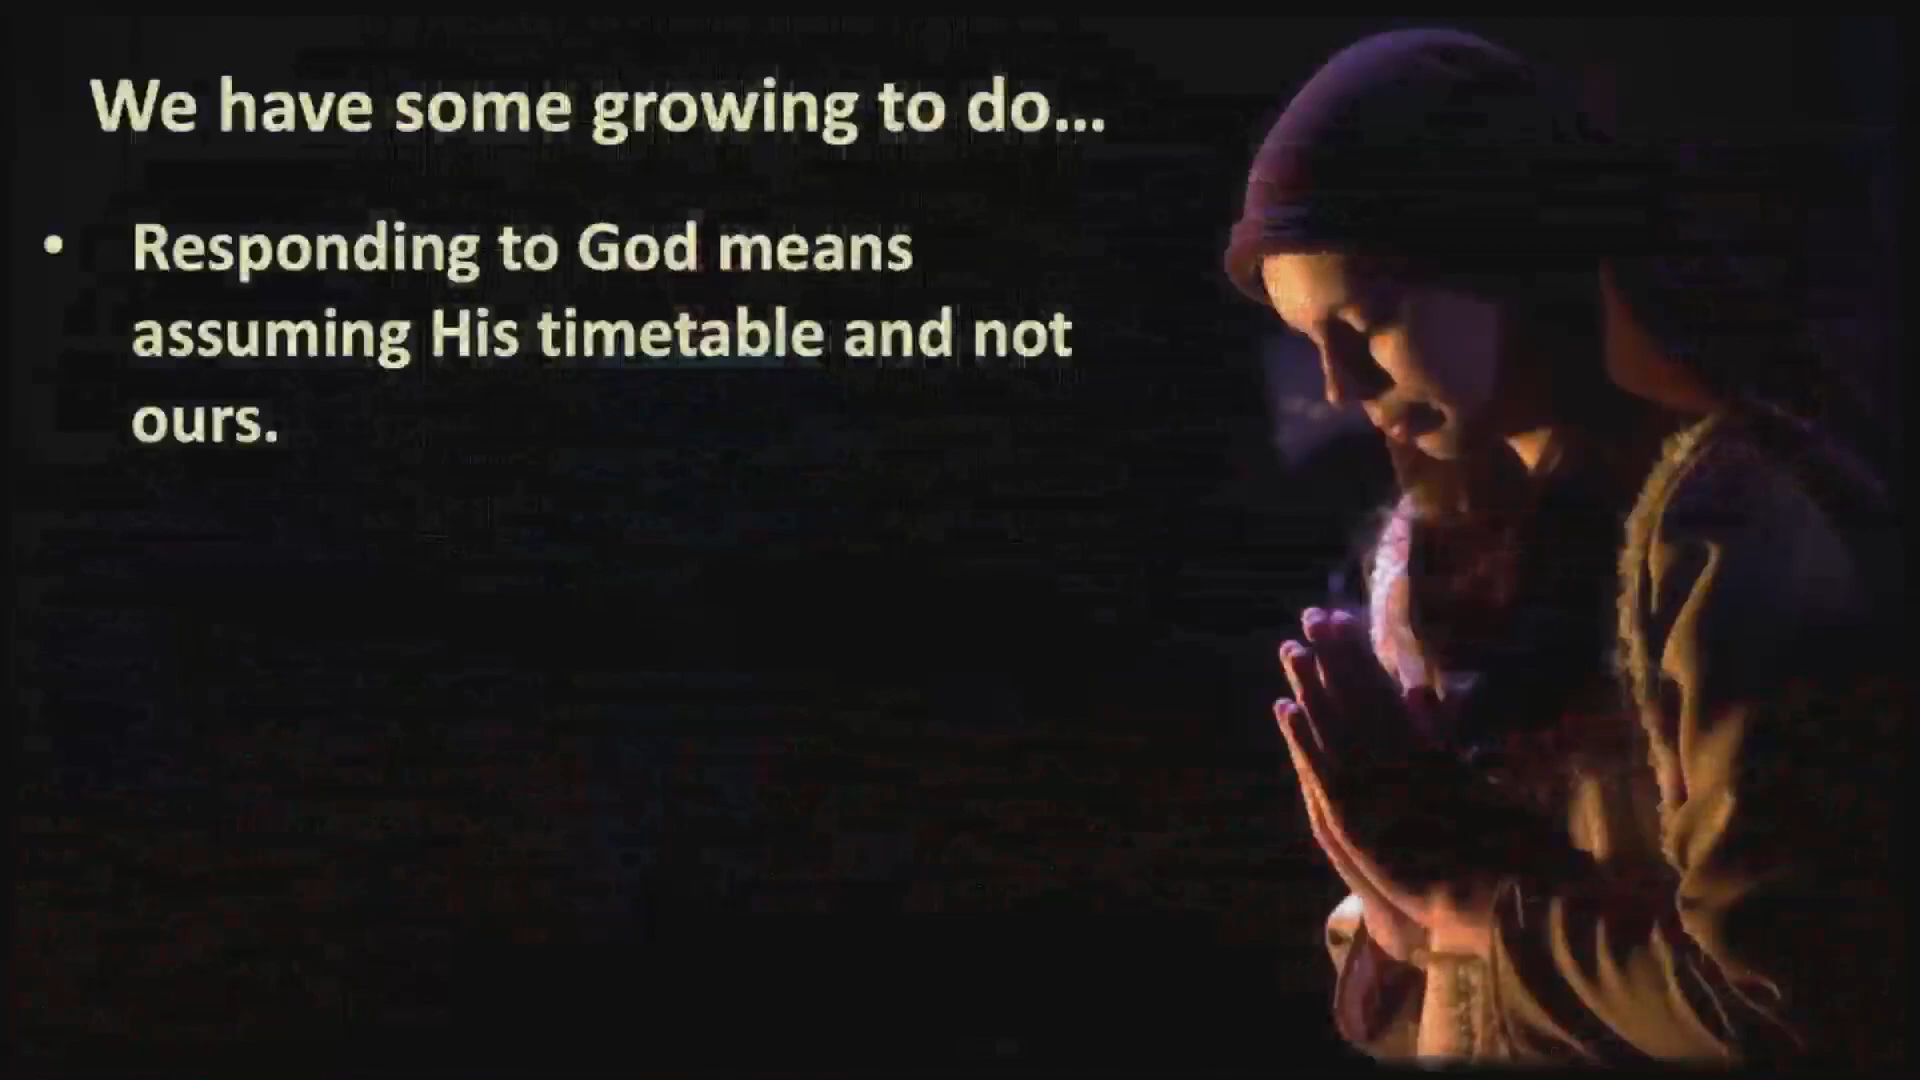 We have some growing to do...
• Responding to God means
assuming His timetable and not
ours.